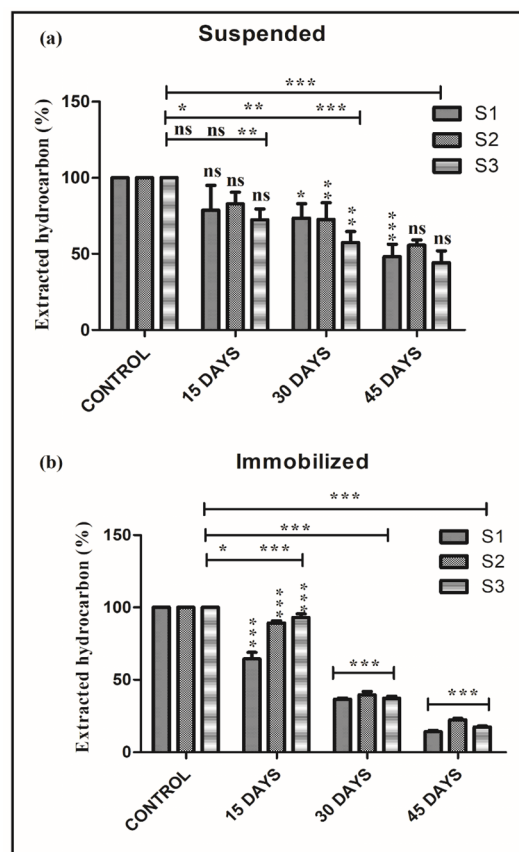 (a)
Suspended
***
* ** ***
ns ns **
150
100
50
0
Extracted hydrocarbon (%)
S1
S2
S3
ns ns ns
* ** **
*** ns ns
CONTROL
15 DAYS
30 DAYS
45 DAYS
(b)
Immobilized
***
***
* ***
150
100
50
0
Extracted hydrocarbon (%)
S1
S2
S3
*** *** ***
***
***
CONTROL
15 DAYS
30 DAYS
45 DAYS